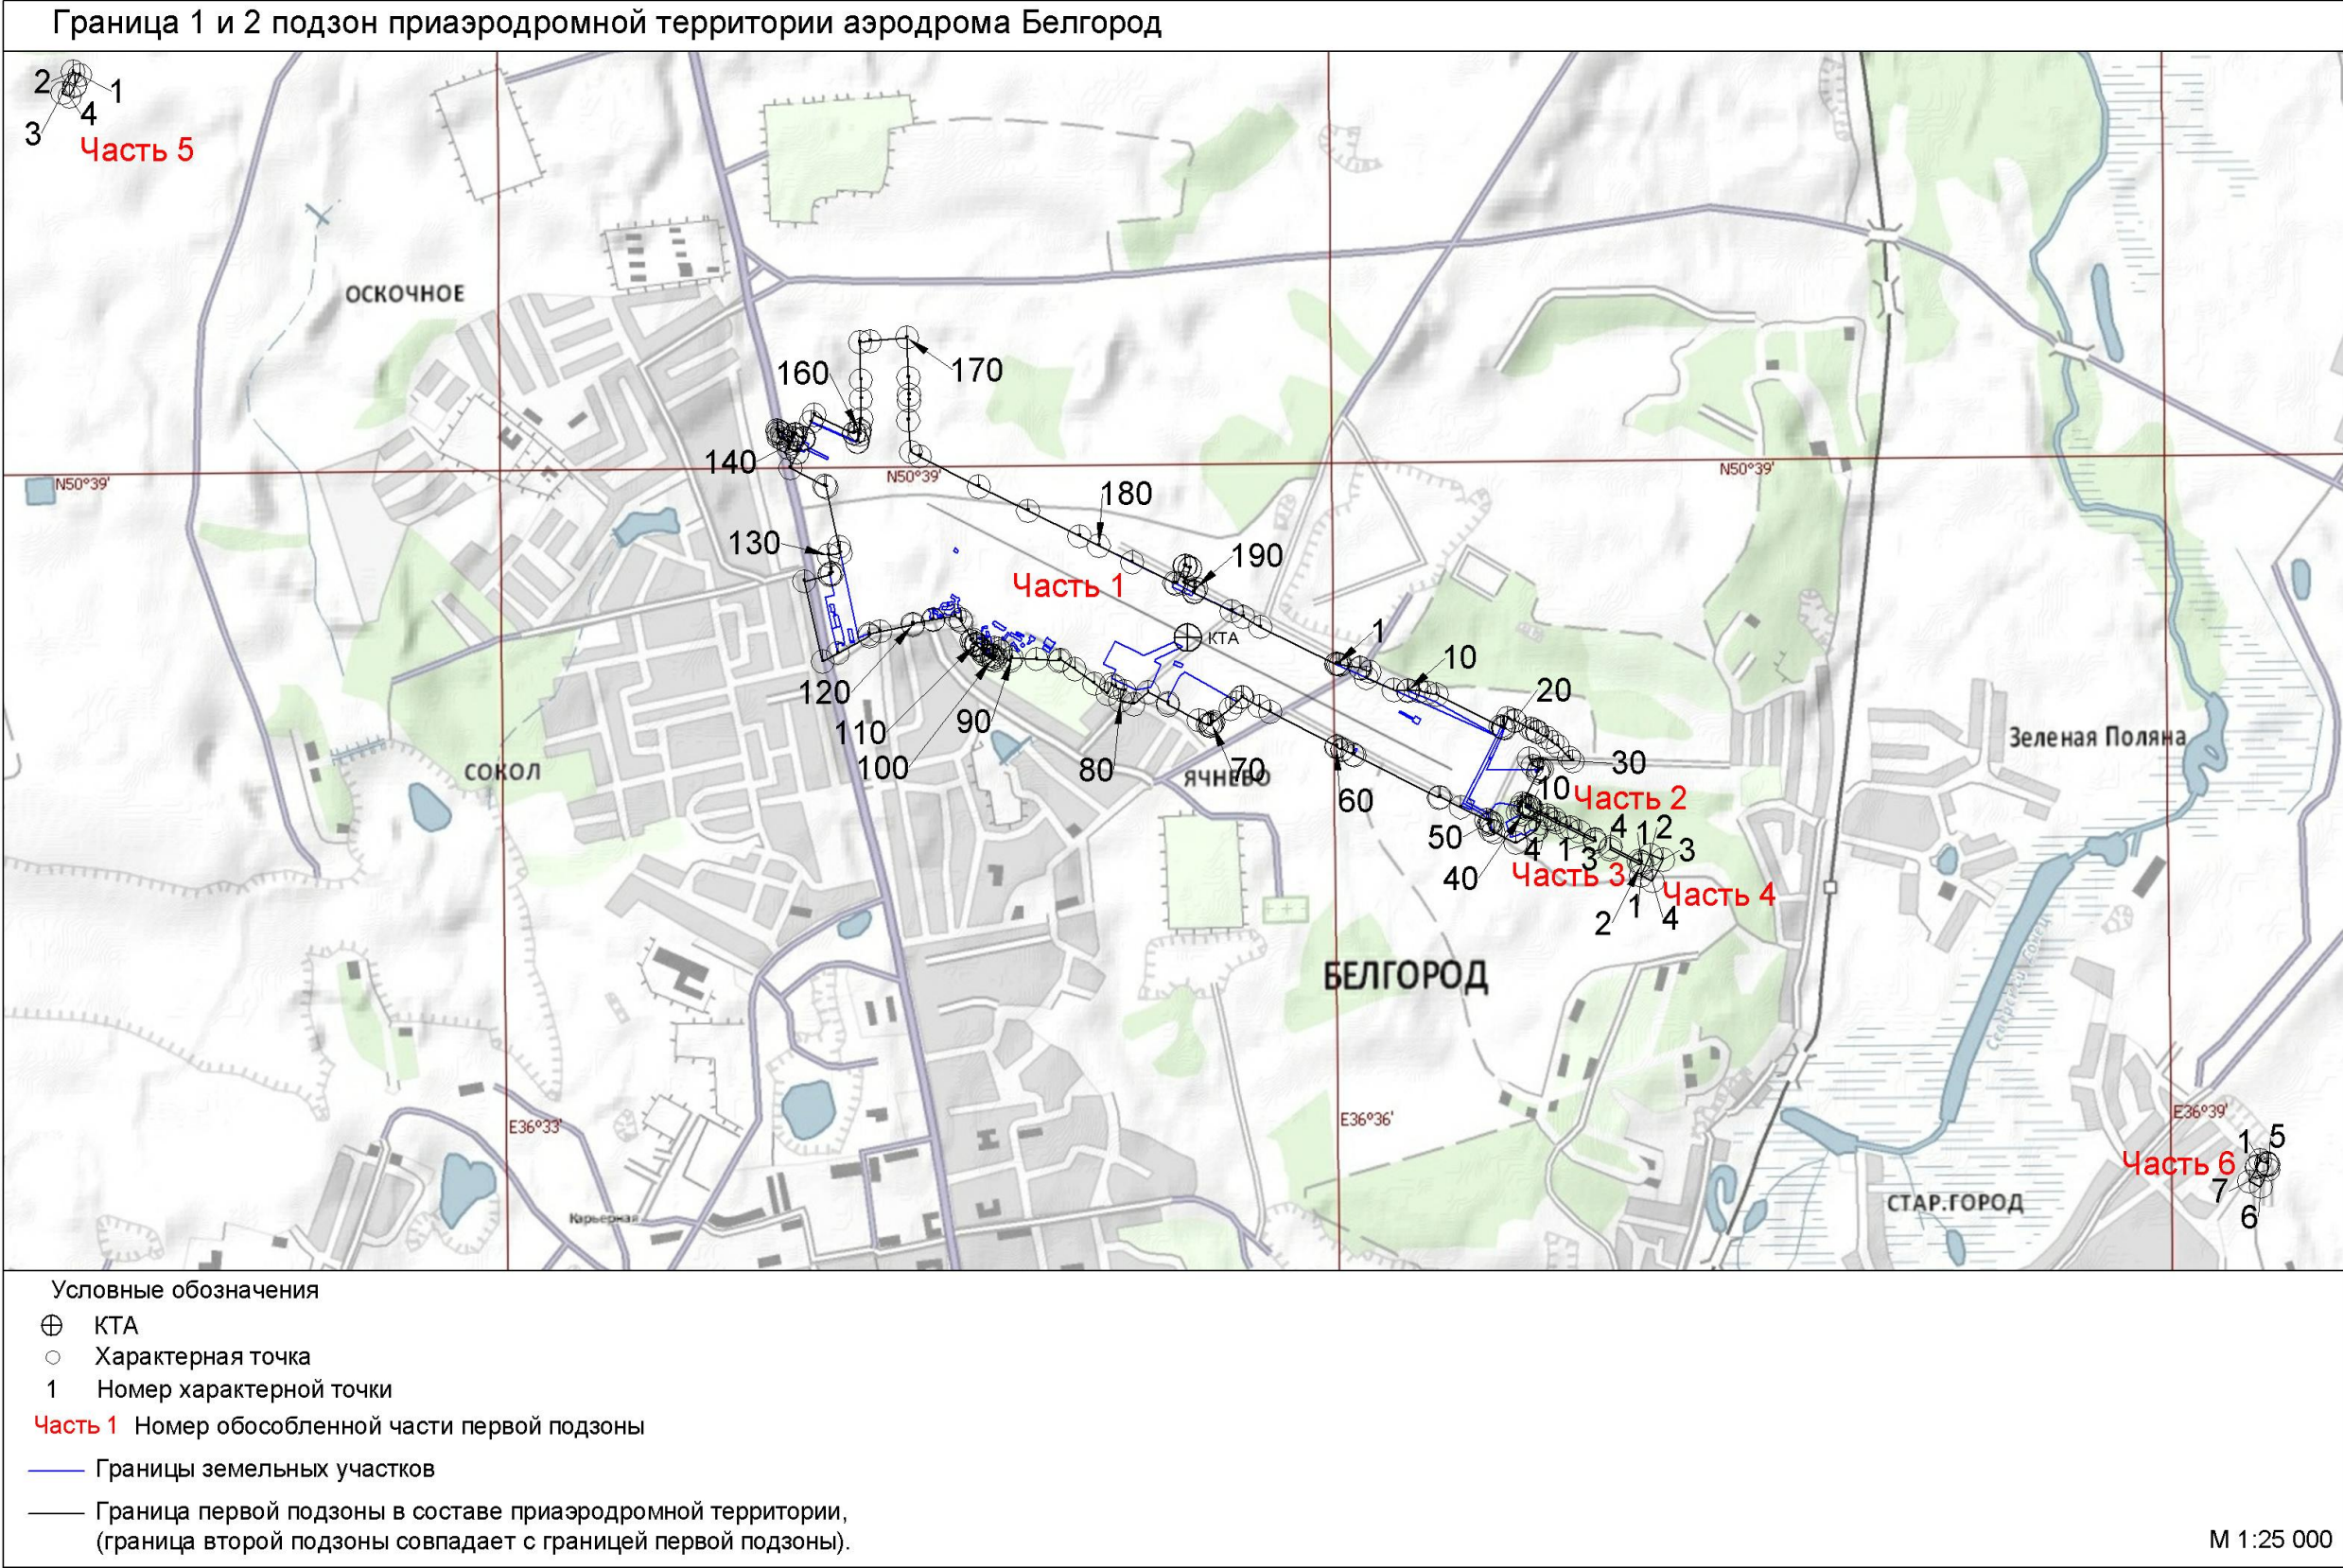 Граница 1 и 2 подзон приаэродромной территории аэродрома Белгород
2
1
4
3
Часть 5
ОСКОЧНОЕ
160
170
140
N50°39'
N50°39'
N50°39'
180
130
190
Часть 1
КТА
1
10
120
110
90
20
100
80
70
ЯЧНЕВО
СОКОЛ
Зеленая Поляна
30
60
10
Часть 2
50
4
1
3
4
1
2
3
40
Часть 3
Часть 4
2
1
4
БЕЛГОРОД
E36°33'
E36°36'
E36°39'
1
5
Часть 6
7
6
СТАР.ГОРОД
Карьерная
Условные обозначения
КТА
Характерная точка
1 Номер характерной точки
Часть 1 Номер обособленной части первой подзоны
Границы земельных участков
Граница первой подзоны в составе приаэродромной территории,
(граница второй подзоны совпадает с границей первой подзоны).
М 1:25 000